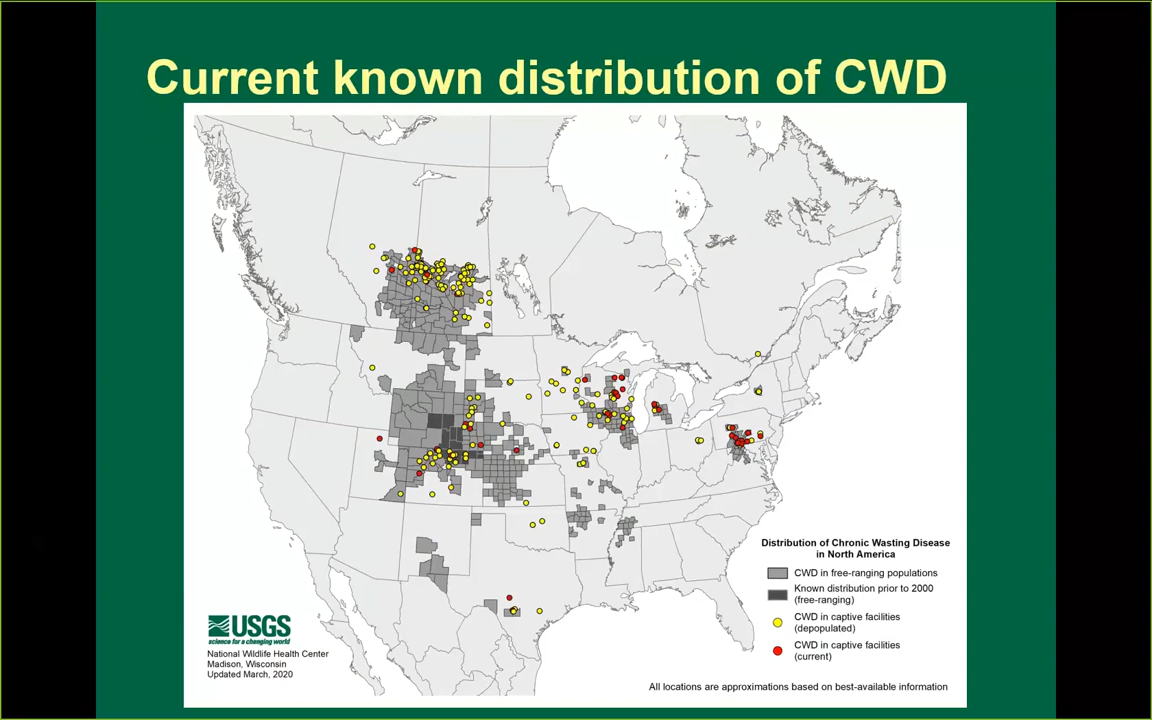 Current known distribution of CWD
Distribution of Chronic Wasting Disease
in North America
CWD in free-ranging populations
Known distribution prior to 2000
(free-ranging)
CWD in captive facilities
(depopulated)
CWD in captive facilities
(current)
USGS
science for a changing world
National Wildlife Health Center
Madison, Wisconsin
Updated March, 2020
All locations are approximations based on best-available information